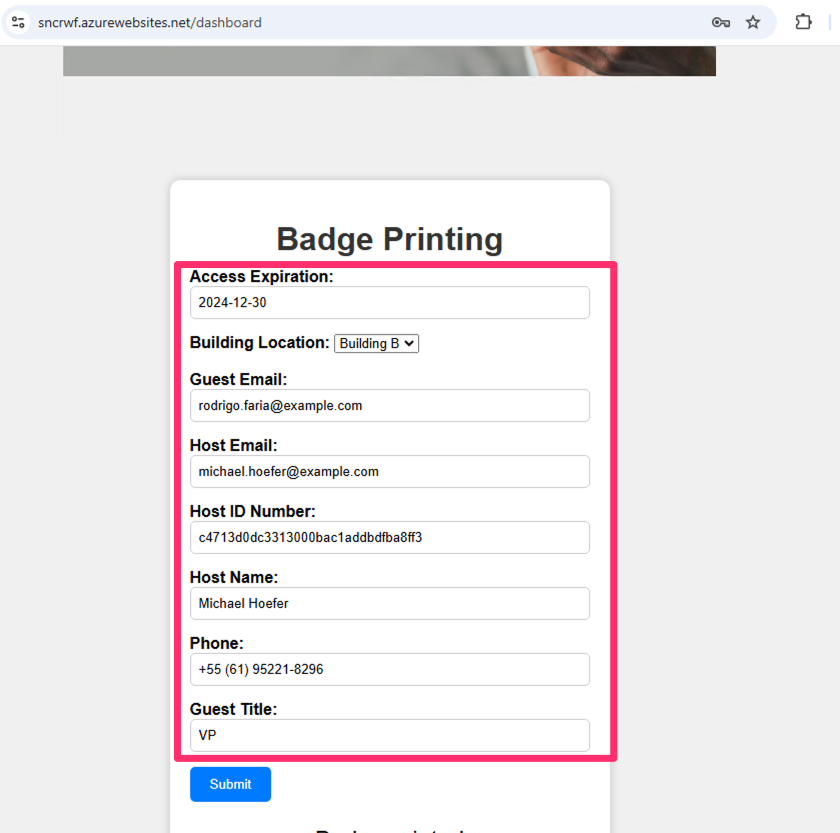 sncrwf.azurewebsites.net/dashboard
Badge Printing
Access Expiration:
2024-12-30
Building Location: Building B
Guest Email:
rodrigo.faria@example.com
Host Email:
michael.hoefer@example.com
Host ID Number:
c4713d0dc3313000bac1addbdfba8ff3
Host Name:
Michael Hoefer
Phone:
+55 (61) 95221-8296
Guest Title:
VP
Submit